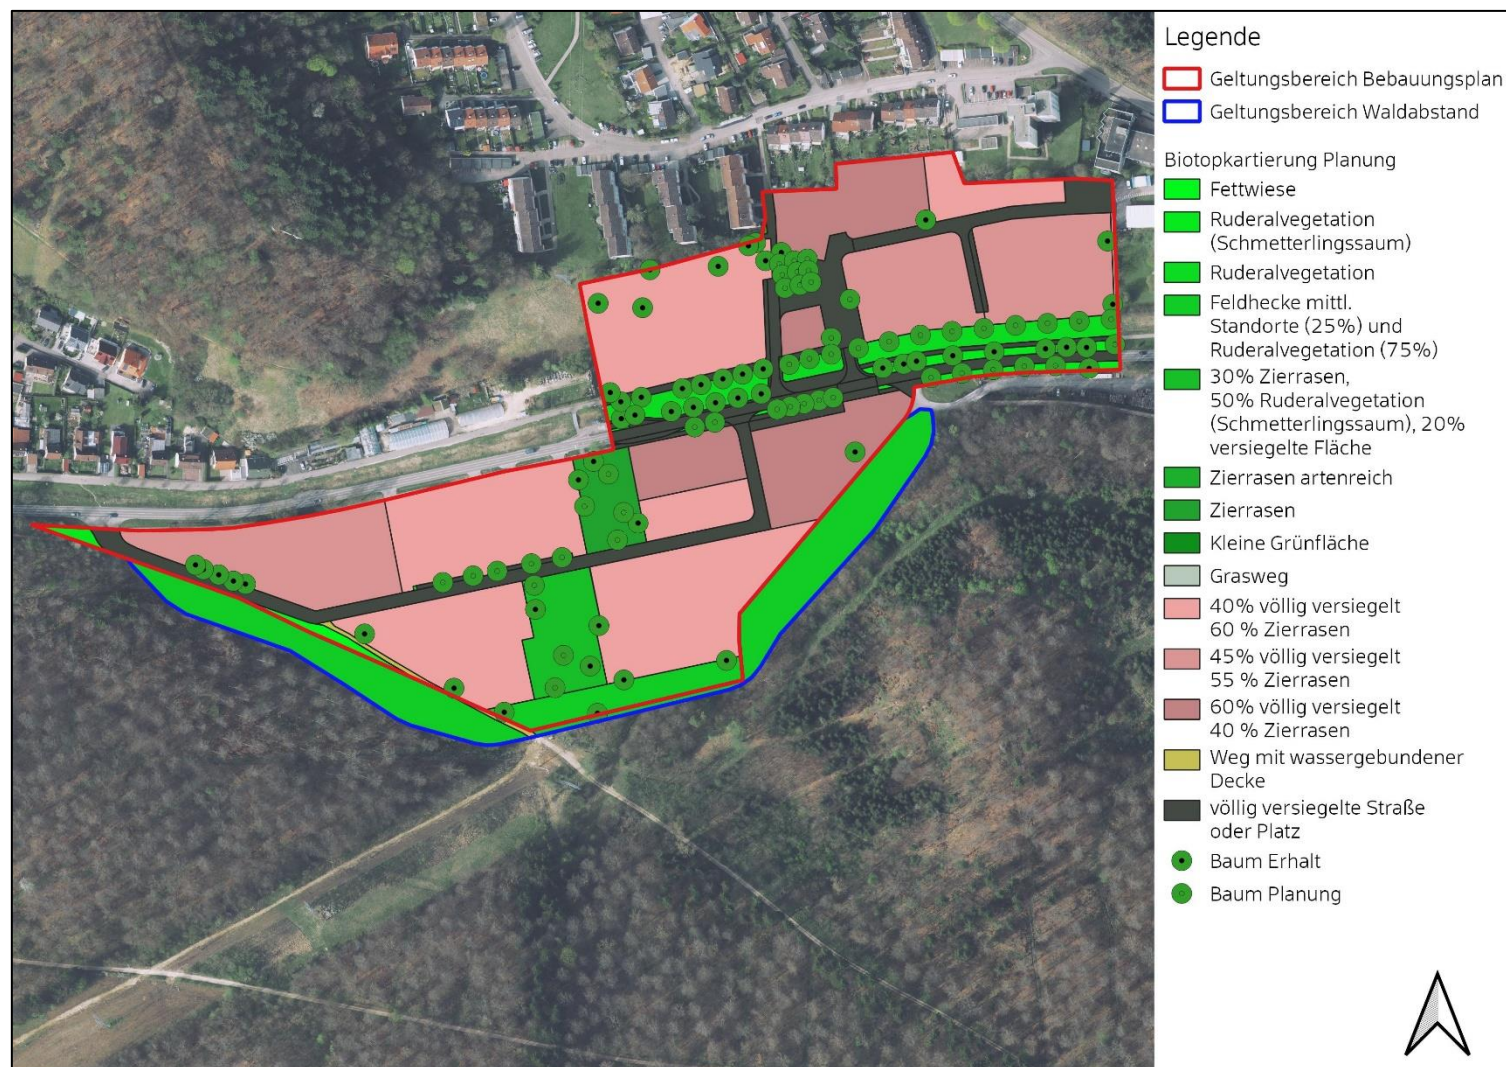 Legende
Geltungsbereich Bebauungsplan
Geltungsbereich Waldabstand
Biotopkartierung Planung
Fettwiese
Ruderalvegetation
(Schmetterlingssaum)
Ruderalvegetation
Feldhecke mittl.
Standorte (25%) und
Ruderalvegetation (75%)
30% Zierrasen,
50% Ruderalvegetation
(Schmetterlingssaum), 20%
versiegelte Fläche
Zierrasen artenreich
Zierrasen
Kleine Grünfläche
Grasweg
40% völlig versiegelt
60 % Zierrasen
45% völlig versiegelt
55 % Zierrasen
60% völlig versiegelt
40 % Zierrasen
Weg mit wassergebundener
Decke
völlig versiegelte Straße
oder Platz
Baum Erhalt
Baum Planung